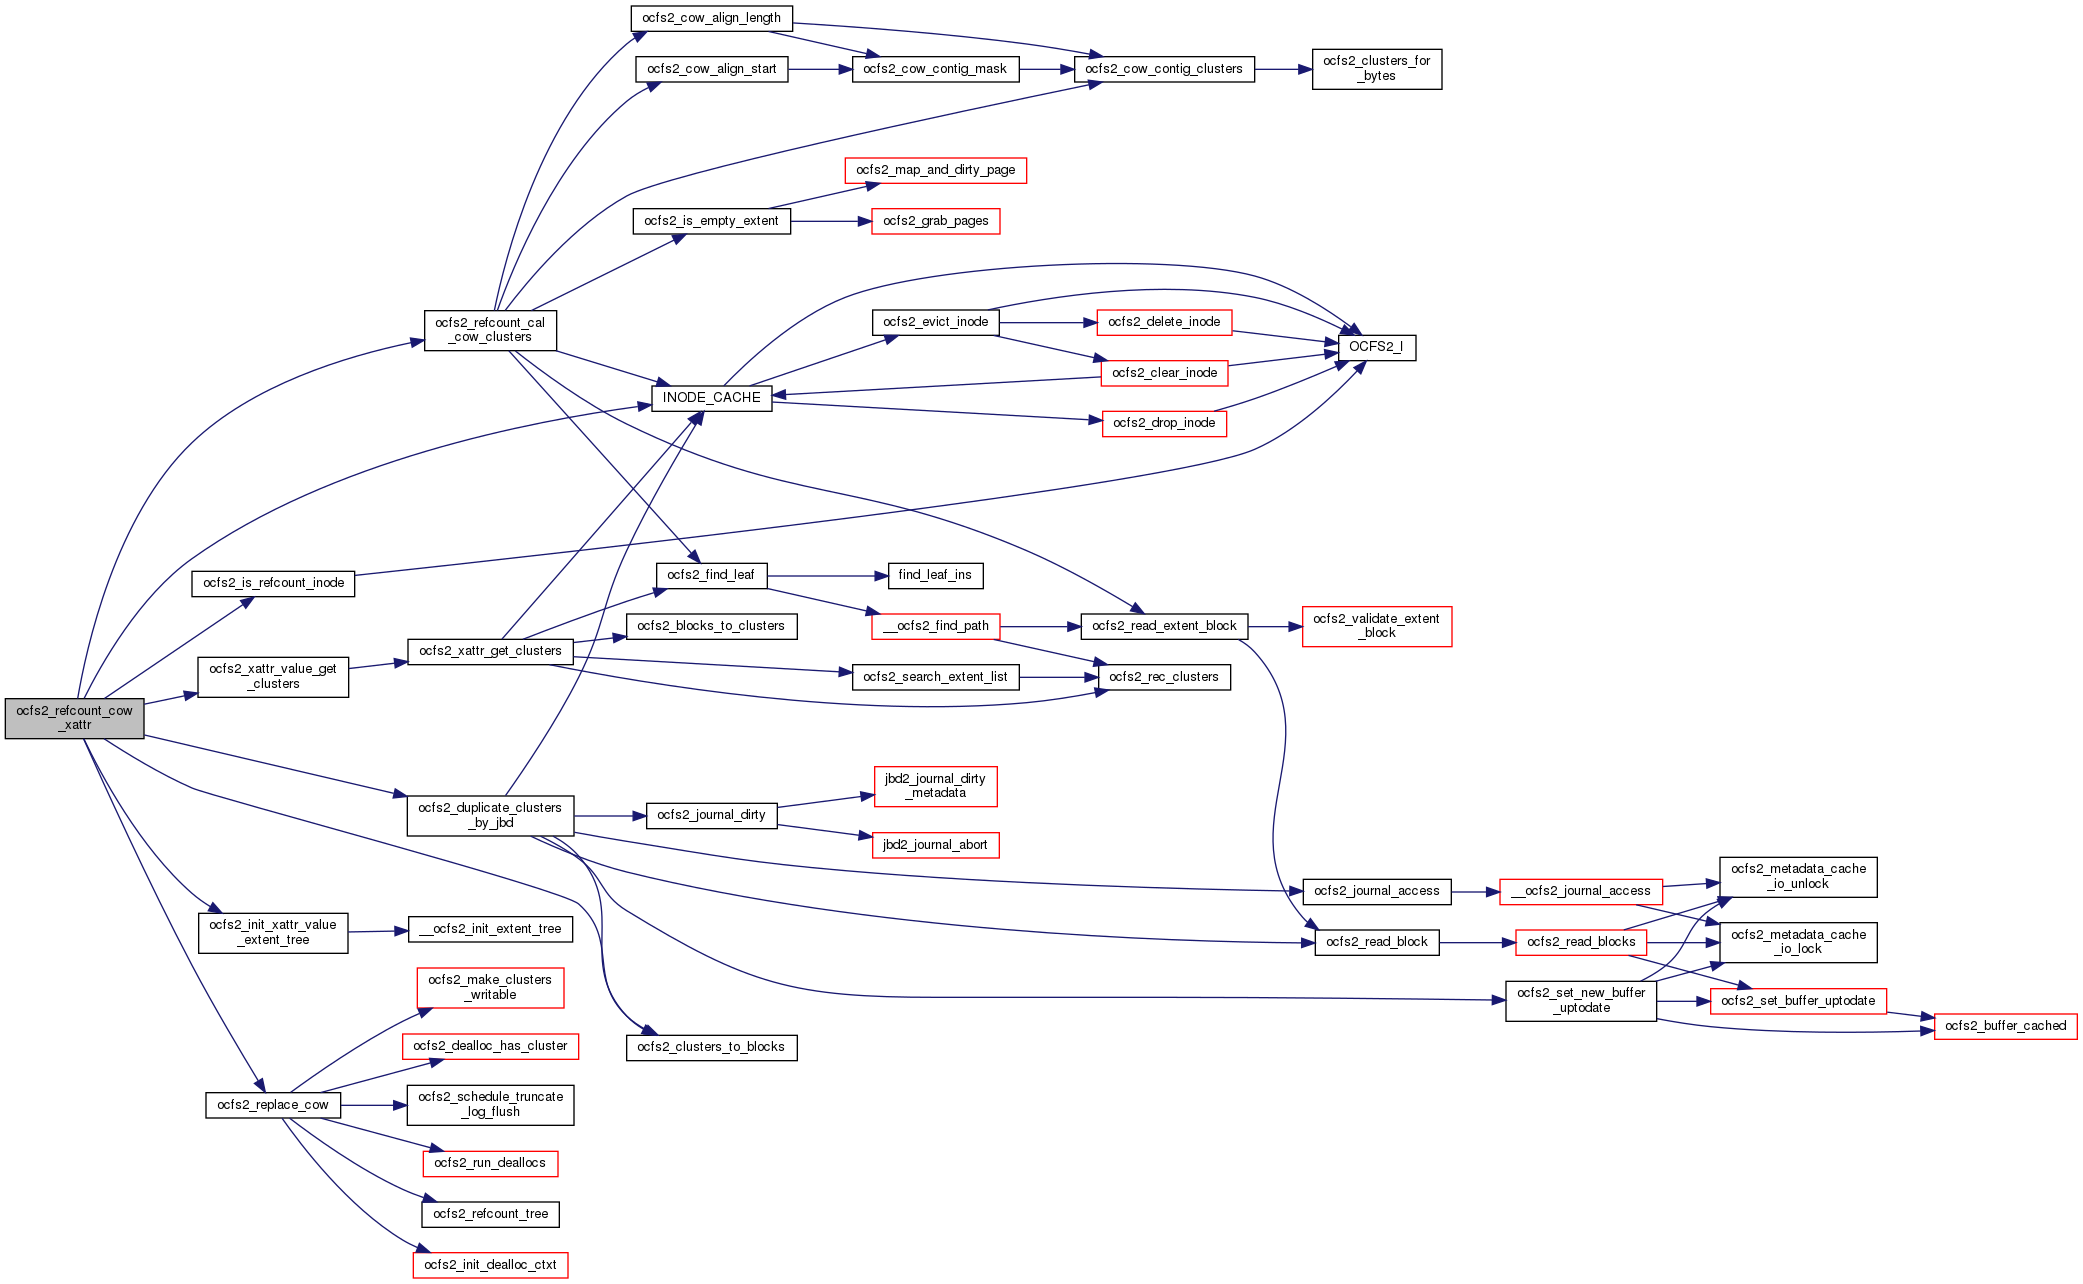 ocfs2_cow_align_length
ocfs2_cow_align_start
ocfs2_cow_contig_mask
ocfs2_cow_contig_clusters
ocfs2_clusters_for
_bytes
ocfs2_map_and_dirty_page
ocfs2_is_empty_extent
ocfs2_grab_pages
ocfs2_refcount_cal
_cow_clusters
ocfs2_evict_inode
ocfs2_delete_inode
OCFS2_I
ocfs2_clear_inode
INODE_CACHE
ocfs2_drop_inode
ocfs2_is_refcount_inode
ocfs2_find_leaf
find_leaf_ins
ocfs2_blocks_to_clusters
__ocfs2_find_path
ocfs2_read_extent_block
ocfs2_validate_extent
_block
ocfs2_xattr_get_clusters
ocfs2_xattr_value_get
_clusters
ocfs2_search_extent_list
ocfs2_rec_clusters
ocfs2_refcount_cow
_xattr
ocfs2_duplicate_clusters
_by_jbd
ocfs2_journal_dirty
jbd2_journal_dirty
_metadata
jbd2_journal_abort
ocfs2_journal_access
__ocfs2_journal_access
ocfs2_metadata_cache
_io_unlock
ocfs2_init_xattr_value
_extent_tree
__ocfs2_init_extent_tree
ocfs2_read_block
ocfs2_read_blocks
ocfs2_metadata_cache
_io_lock
ocfs2_make_clusters
_writable
ocfs2_set_new_buffer
_uptodate
ocfs2_set_buffer_uptodate
ocfs2_buffer_cached
ocfs2_dealloc_has_cluster
ocfs2_clusters_to_blocks
ocfs2_replace_cow
ocfs2_schedule_truncate
_log_flush
ocfs2_run_deallocs
ocfs2_refcount_tree
ocfs2_init_dealloc_ctxt